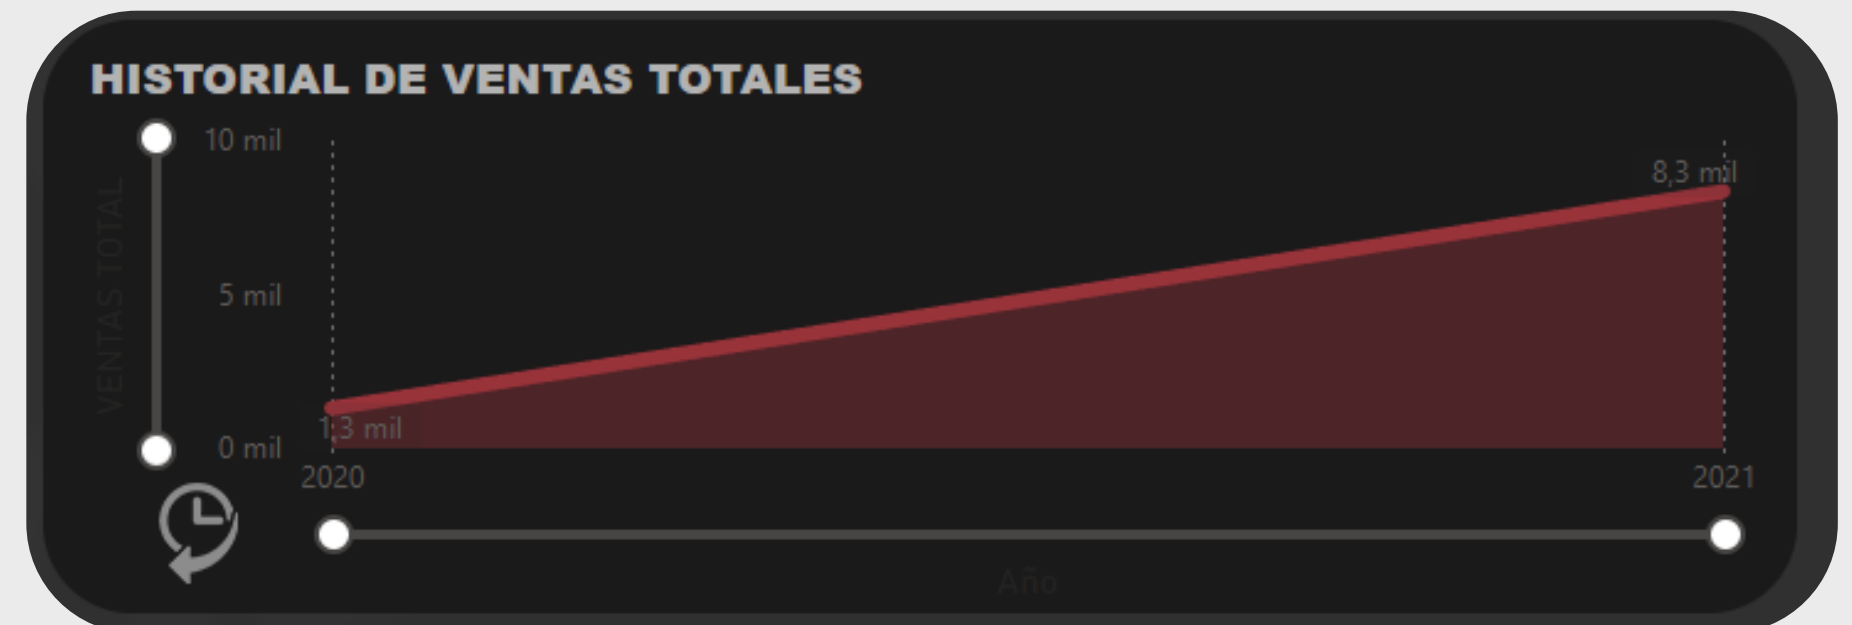 HISTORIAL DE VENTAS TOTALES
VENTAS TOTAL
10 mil
5 mil
0 mil
8,3 mil
1,3 mil
2020
2021
Año